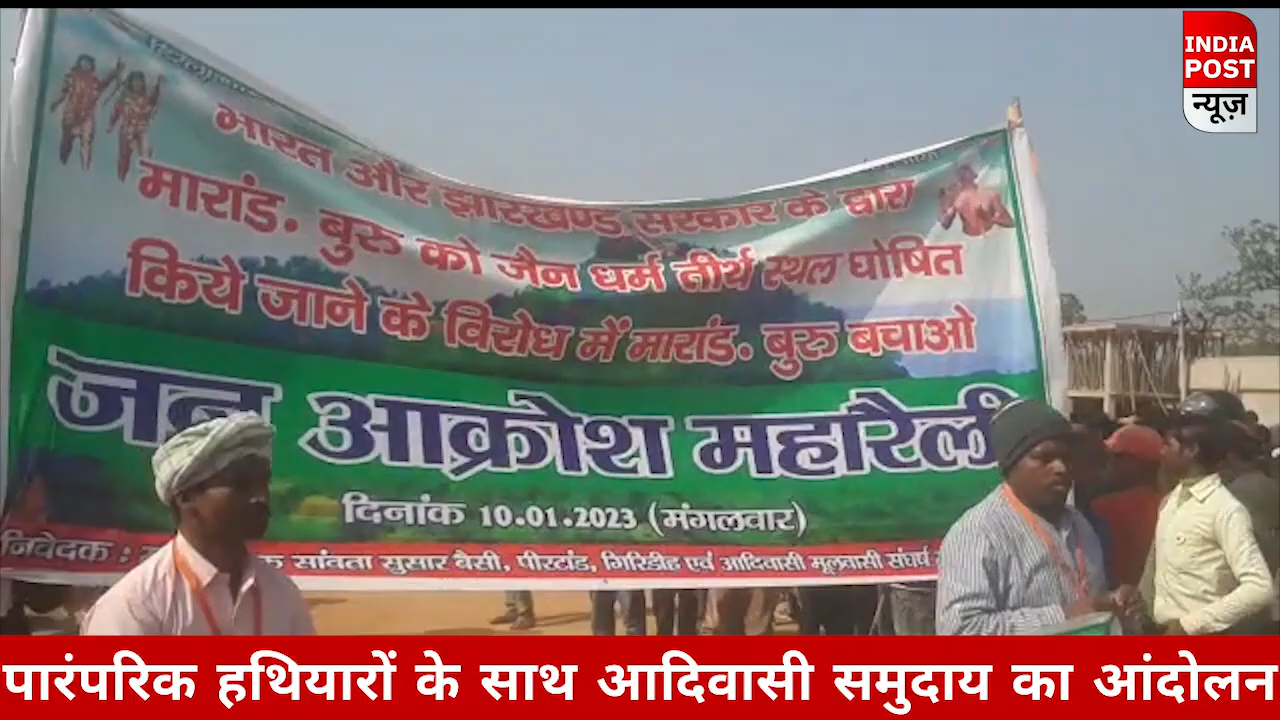 INDIA
POST
न्यूज़
भारत और झारखण्ड सरकार के द्वारा
मारांड. बुरु को जैन धर्म तीर्थ स्थल घोषित
किये जाने के विरोध में मारांड. बुरु बचाओ
जन आक्रोश महारैली
दिनांक 10.01.2023 (मंगलवार)
निवेदक : सांवता सुसार बैसी, पीरटांड, गिरिडीह एवं आदिवासी मूलवासी संघर्ष
पारंपरिक हथियारों के साथ आदिवासी समुदाय का आंदोलन